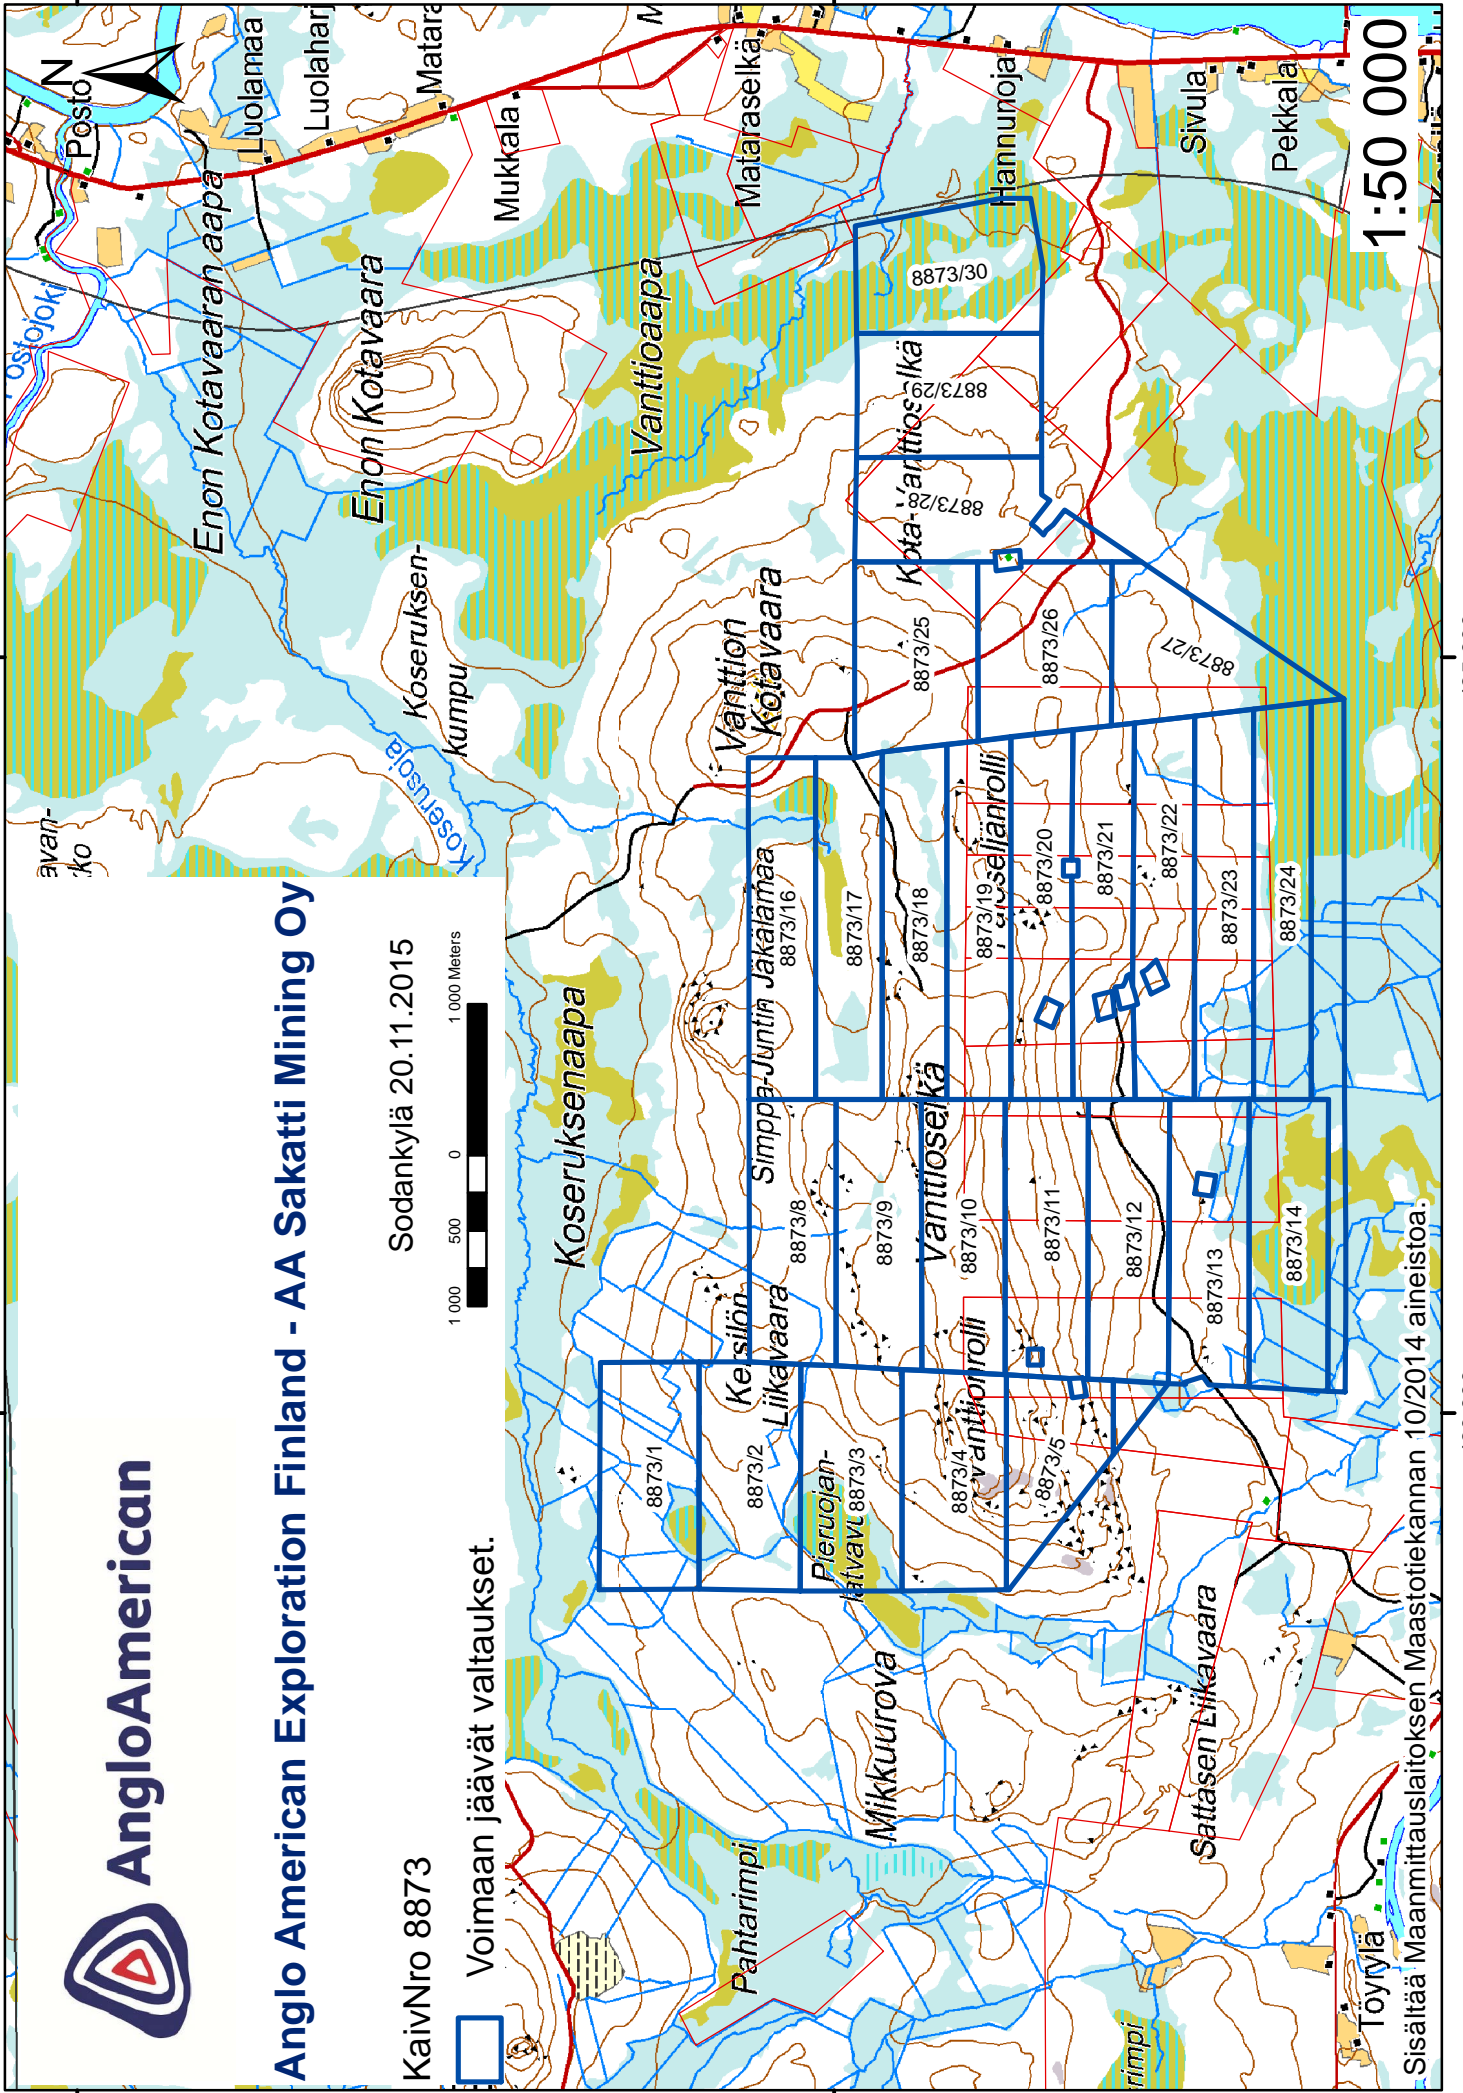 AngloAmerican
Anglo American Exploration Finland - AA Sakatti Mining Oy
Sodankylä 20.11.2015
KaivNro 8873
Voimaan jäävät valtaukset.
1 000
500
0
1 000 Meters
N
Posto
Luolamaa
Matara
Mukkala
Mataraselkä
Hannunoja
Sivula
Pekkala
Enon Kotavaaran aapa
Enon Kotavaara
Vanttioaapa
Koseruksen-
kumpu
Koserusoja
Vanttion
Kotavaara
Koseruksenaapa
Simppa-Juntin Jäkälämaa
Kersilön
Liikavaara
Vanttioselkä
Vanttionrolli
Pieruojan-
Mikkuurova
Pahtarimpi
Sattasen Liikavaara
Töyrylä
8873/1
8873/2
8873/3
8873/4
8873/5
8873/8
8873/9
8873/10
8873/11
8873/12
8873/13
8873/14
8873/16
8873/17
8873/18
8873/19
8873/20
8873/21
8873/22
8873/23
8873/24
8873/25
8873/26
8873/27
8873/28
8873/29
8873/30
1:50 000
Sisältää Maanmittauslaitoksen Maastotiekannan 10/2014 aineistoa.